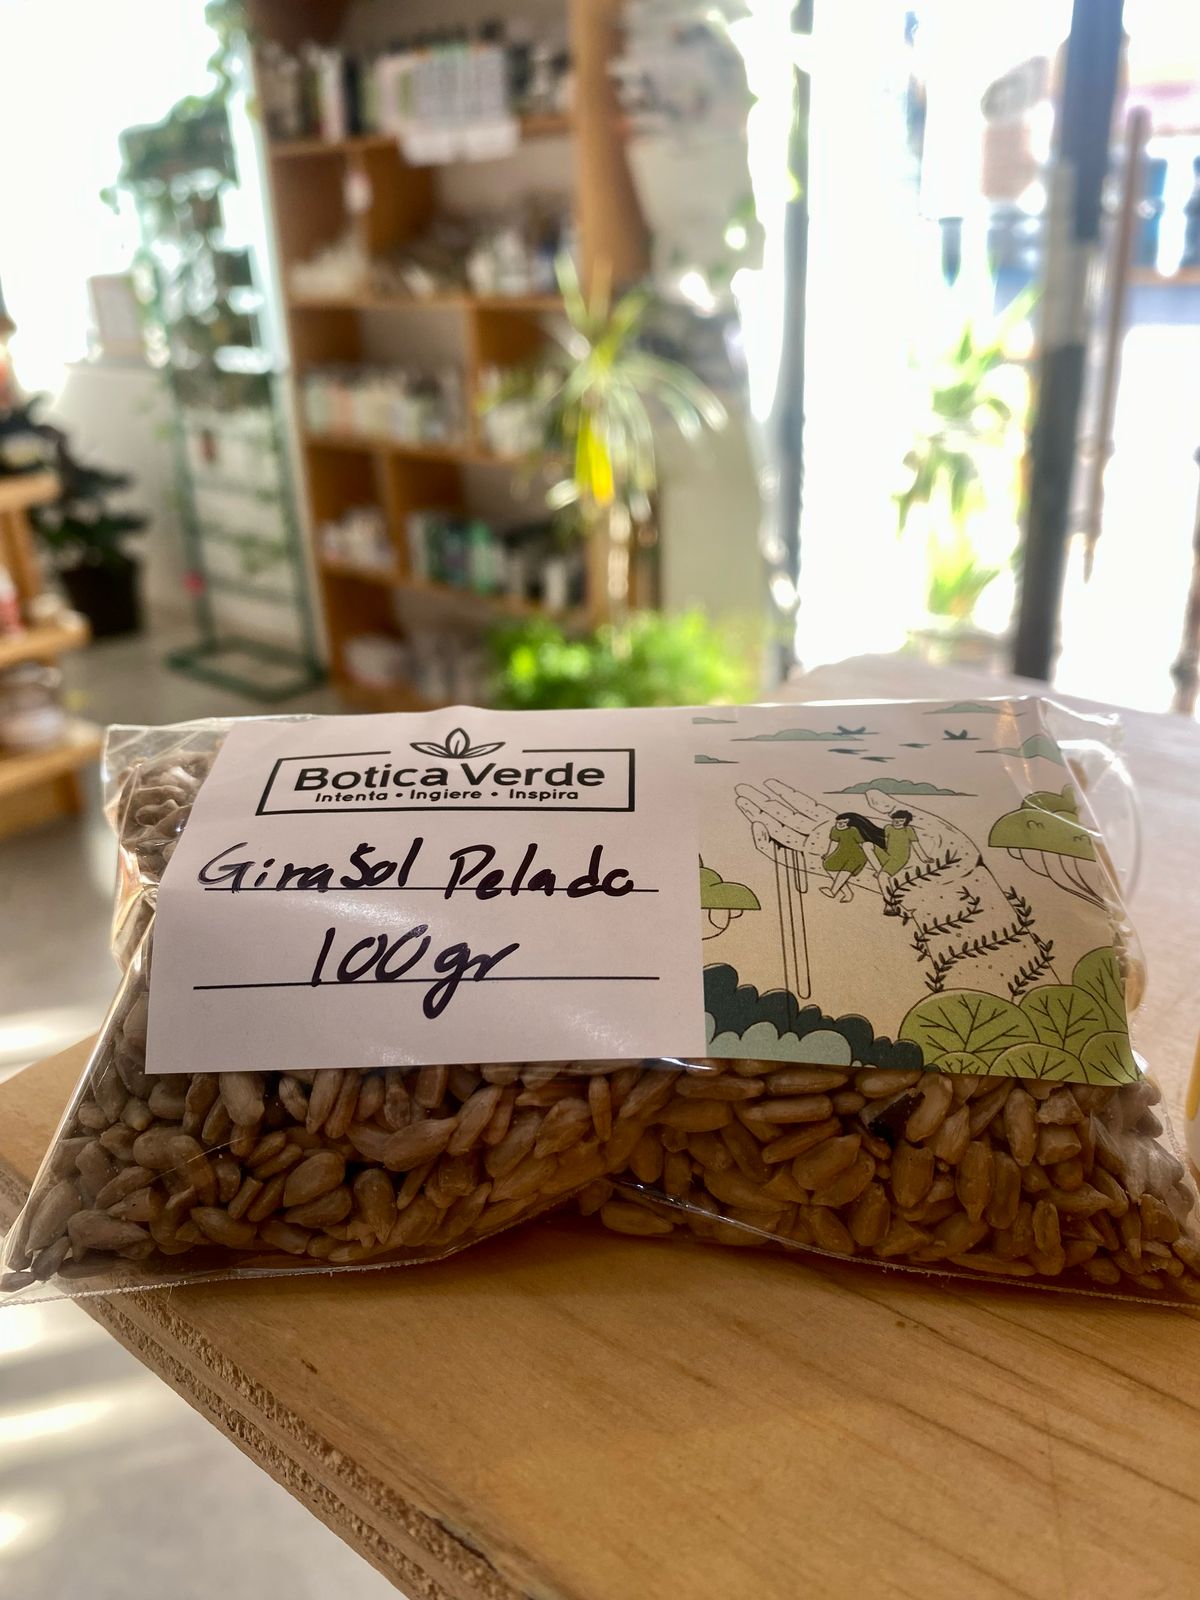 Botica Verde
Intenta • Ingiere • Inspira
Girasol Pelado
100gr